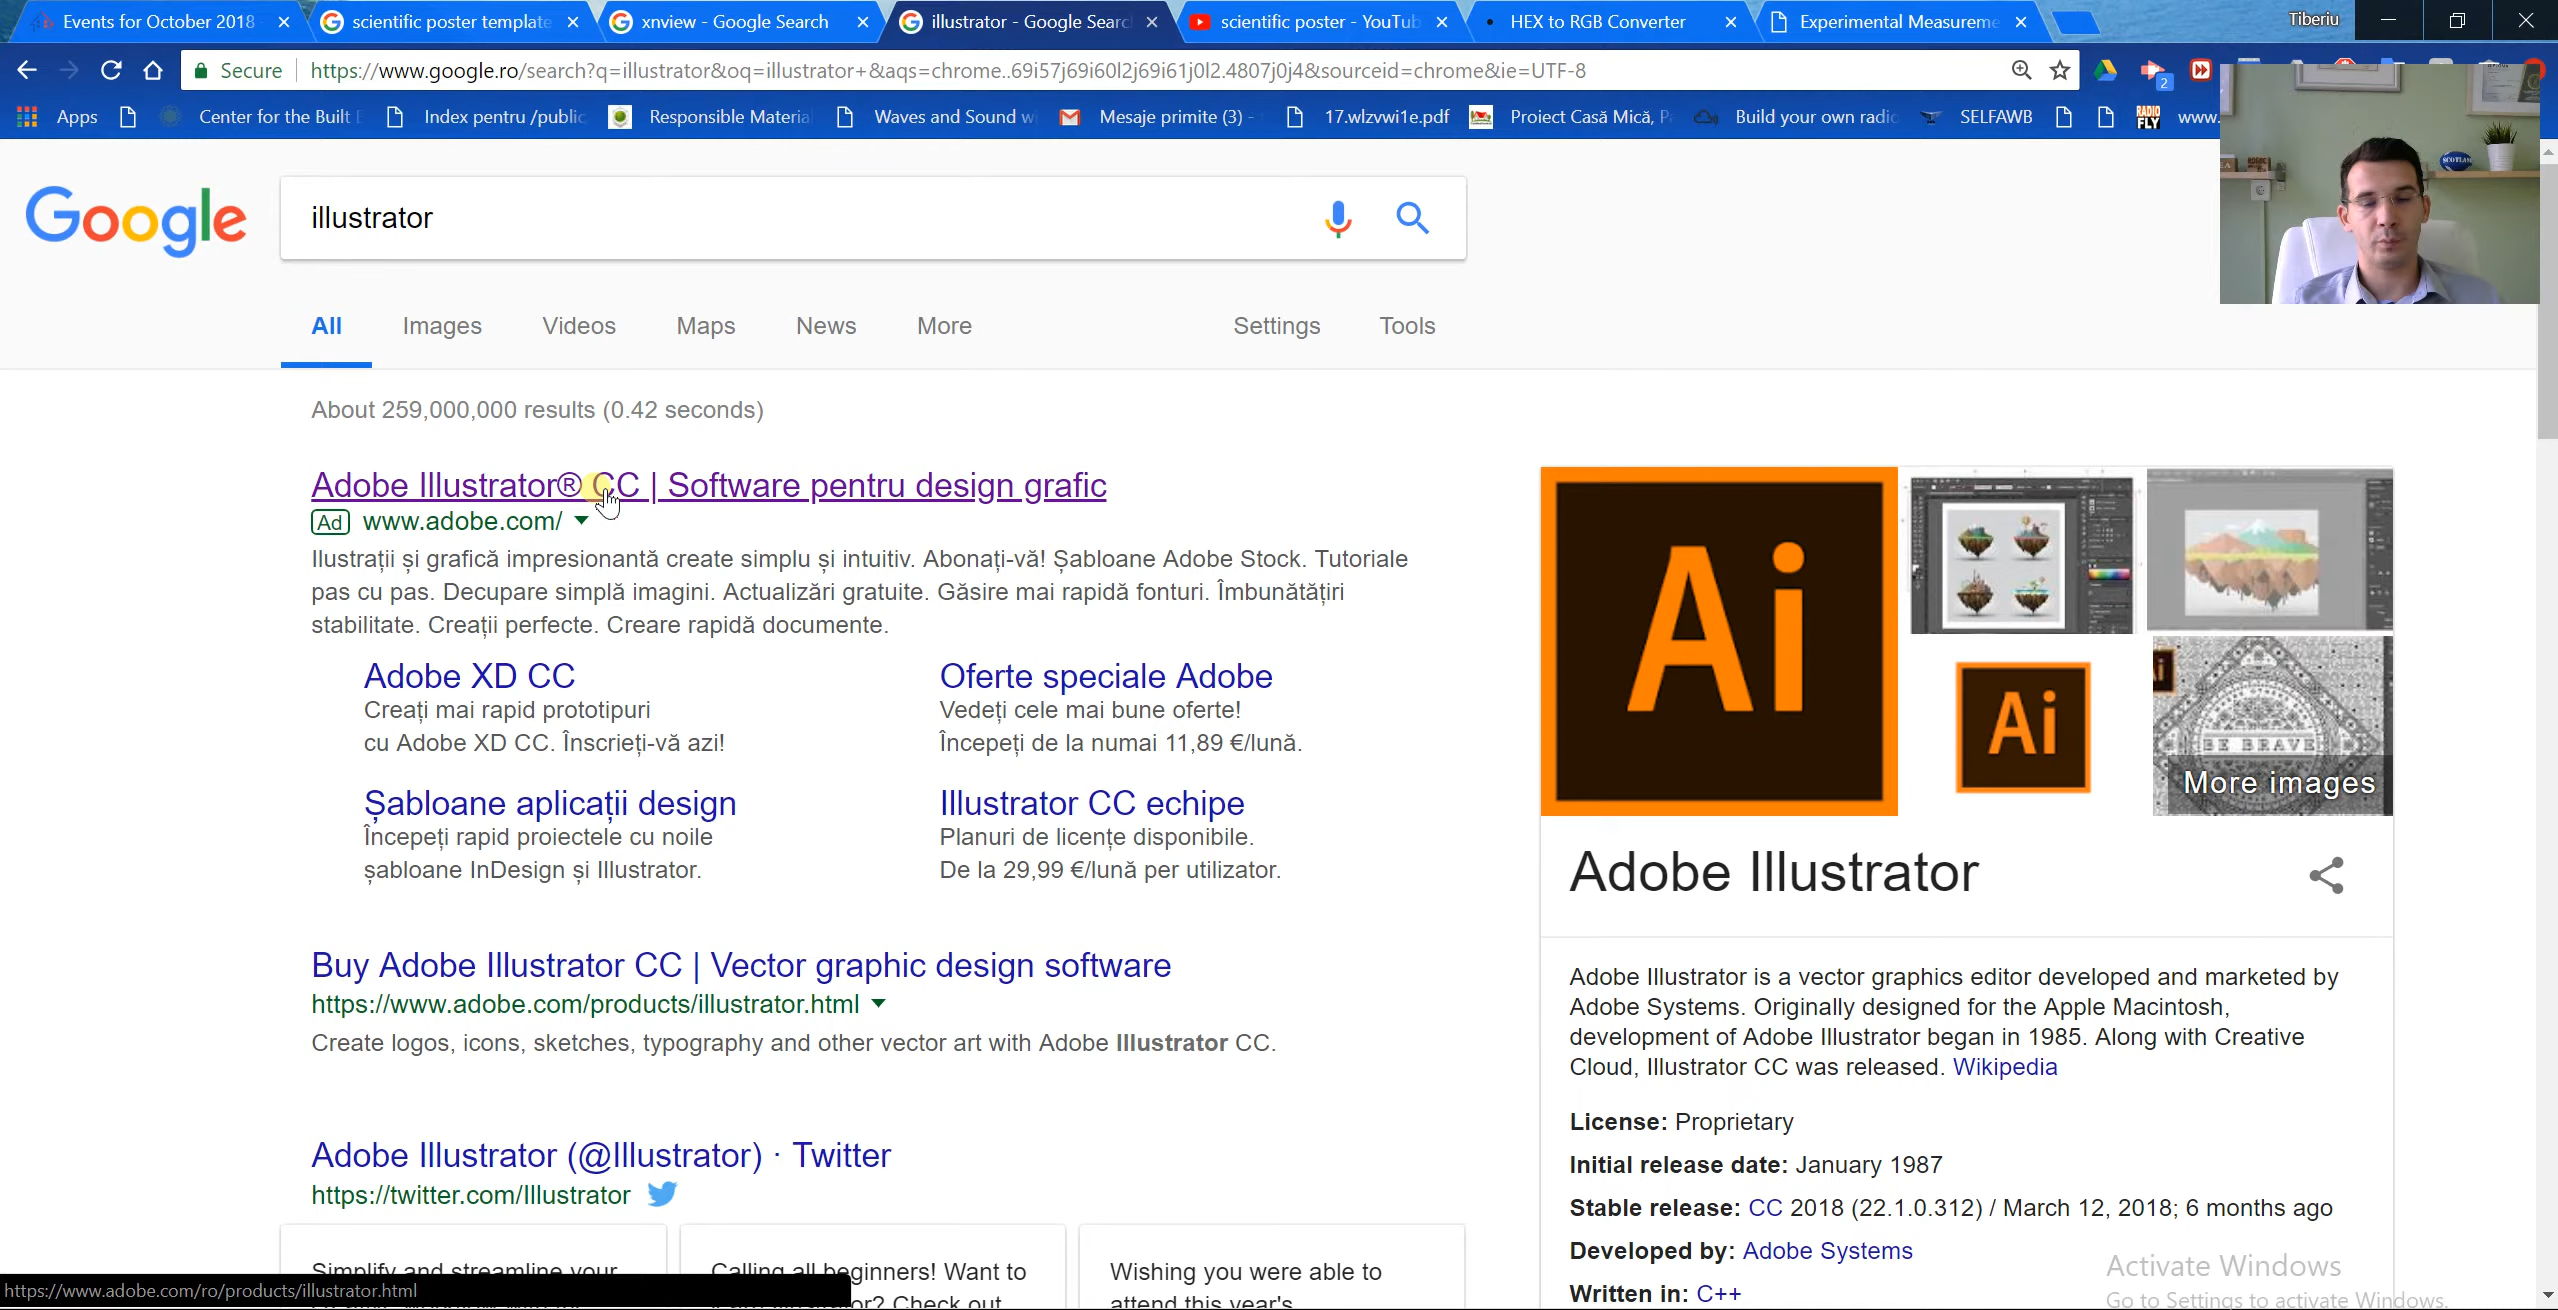 Events for October 2018
scientific poster template
xnview - Google Search
illustrator - Google Searc
scientific poster - YouTub
HEX to RGB Converter
Experimental Measureme
Tiberiu
Secure
https://www.google.ro/search?q=illustrator&oq=illustrator+&aqs=chrome..69i57j69i60l2j69i61j0l2.4807j0j4&sourceid=chrome&ie=UTF-8
2
Apps
Center for the Built
Index pentru /public
Responsible Materia
Waves and Sound w
Mesaje primite (3) -
17.wlzvwi1e.pdf
Proiect Casă Mică, P
Build your own radio
SELFAWB
RADIO
FLY
www.
SCOTLAND
Google
illustrator
All
Images
Videos
Maps
News
More
Settings
Tools
About 259,000,000 results (0.42 seconds)
Adobe Illustrator® CC | Software pentru design grafic
Ad www.adobe.com/
Ilustrații și grafică impresionantă create simplu și intuitiv. Abonați-vă! Șabloane Adobe Stock. Tutoriale
pas cu pas. Decupare simplă imagini. Actualizări gratuite. Găsire mai rapidă fonturi. Îmbunătățiri
stabilitate. Creații perfecte. Creare rapidă documente.
Adobe XD CC
Creați mai rapid prototipuri
cu Adobe XD CC. Înscrieți-vă azi!
Oferte speciale Adobe
Vedeți cele mai bune oferte!
Începeți de la numai 11,89 €/lună.
Șabloane aplicații design
Începeți rapid proiectele cu noile
șabloane InDesign și Illustrator.
Illustrator CC echipe
Planuri de licențe disponibile.
De la 29,99 €/lună per utilizator.
Buy Adobe Illustrator CC | Vector graphic design software
https://www.adobe.com/products/illustrator.html
Create logos, icons, sketches, typography and other vector art with Adobe Illustrator CC.
Adobe Illustrator (@Illustrator) · Twitter
https://twitter.com/Illustrator
Simplify and streamline your
Calling all beginners! Want to
Check out
Wishing you were able to
attend this year's
https://www.adobe.com/ro/products/illustrator.html
Ai
Ai
BE BRAVE
More images
Adobe Illustrator
Adobe Illustrator is a vector graphics editor developed and marketed by
Adobe Systems. Originally designed for the Apple Macintosh,
development of Adobe Illustrator began in 1985. Along with Creative
Cloud, Illustrator CC was released. Wikipedia
License: Proprietary
Initial release date: January 1987
Stable release: CC 2018 (22.1.0.312) / March 12, 2018; 6 months ago
Developed by: Adobe Systems
Written in: C++
Activate Windows
Go to Settings to activate Windows.